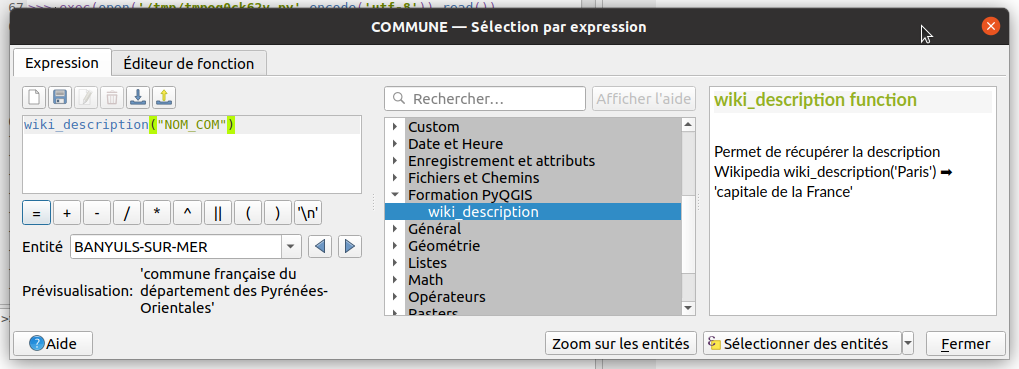 67 >>> exec(open('/tmp/tmpog0ck62v.py'.encode('utf-8')).read())
COMMUNE — Sélection par expression
Expression
Éditeur de fonction
wiki_description("NOM_COM")
= + - / * ^ || ( ) '\n'
Entité BANYULS-SUR-MER
Prévisualisation:
'commune française du
département des Pyrénées-
Orientales'
Rechercher…
Afficher l'aide
Custom
Date et Heure
Enregistrement et attributs
Fichiers et Chemins
Formation PyQGIS
wiki_description
Général
Géométrie
Listes
Math
Opérateurs
Rasters
wiki_description function
Permet de récupérer la description
Wikipedia wiki_description('Paris') ➡
'capitale de la France'
>
Aide
Zoom sur les entités
Sélectionner des entités
Fermer